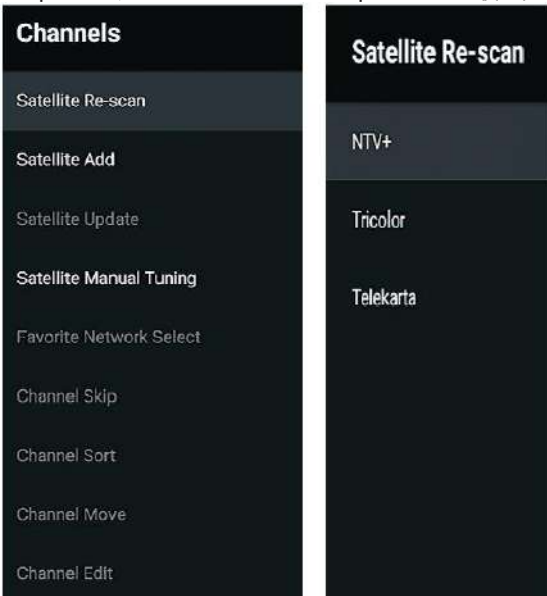 Channels
Satellite Re-scan
Satellite Add
Satellite Update
Satellite Manual Tuning
Favorite Network Select
Channel Skip
Channel Sort
Channel Move
Channel Edit
Satellite Re-scan
NTV+
Tricolor
Telekarta